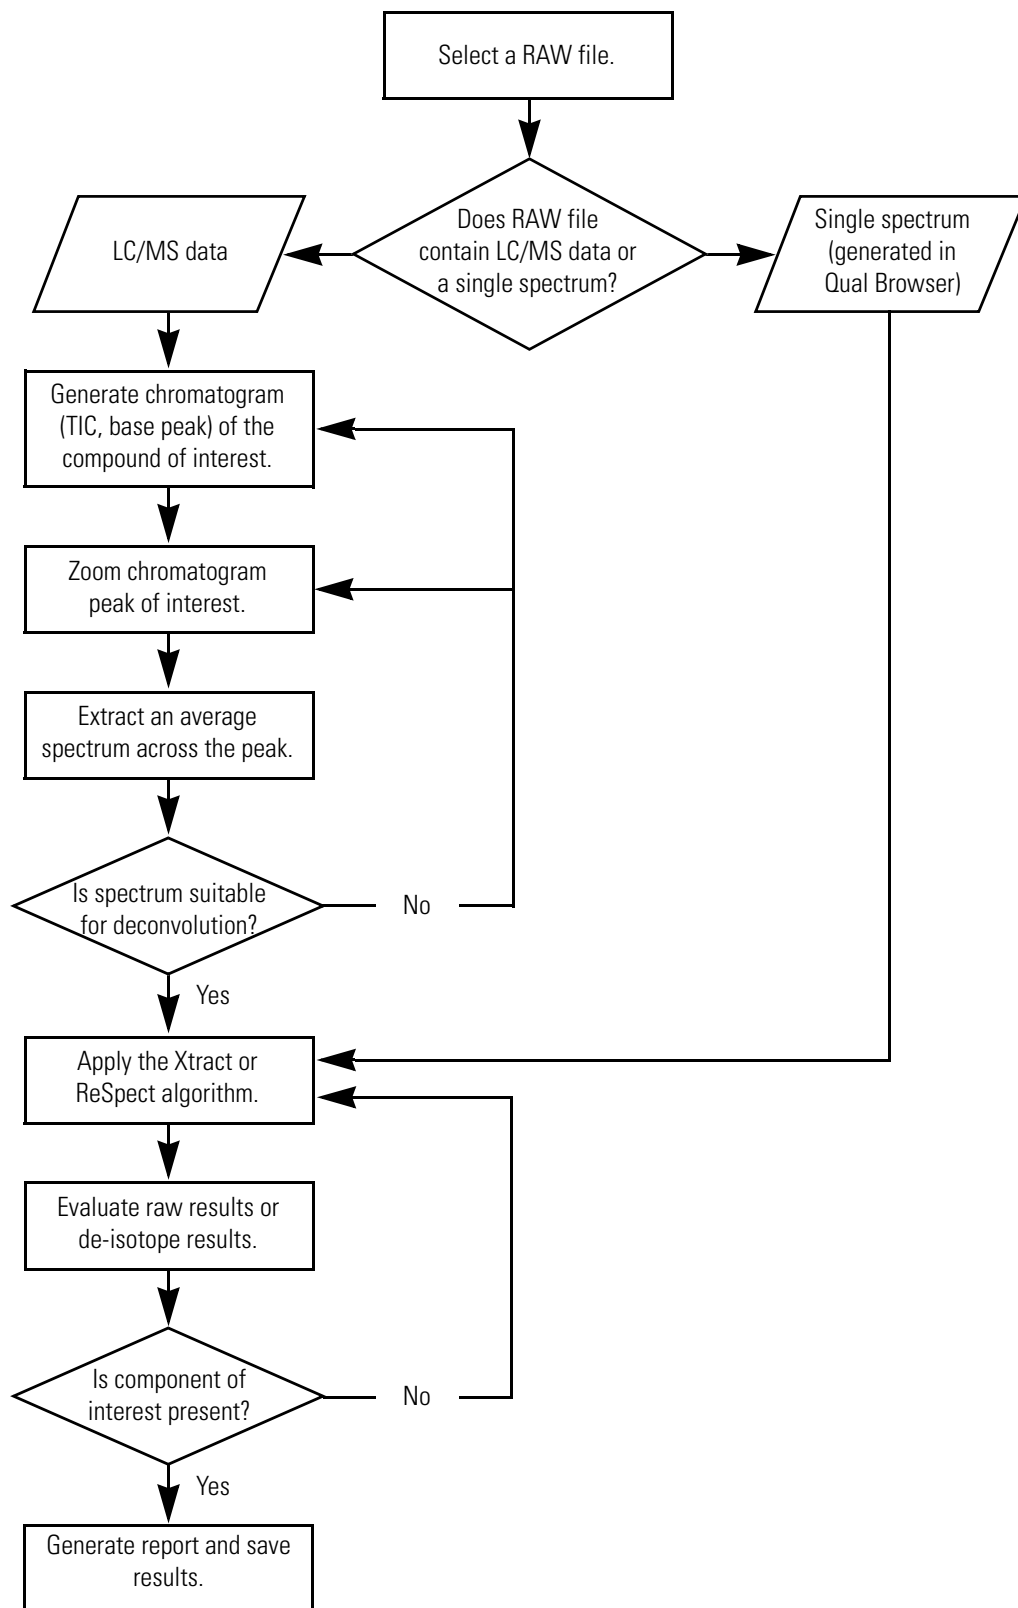 Select a RAW file.
Does RAW file
contain LC/MS data or
a single spectrum?
LC/MS data
Single spectrum
(generated in
Qual Browser)
Generate chromatogram
(TIC, base peak) of the
compound of interest.
Zoom chromatogram
peak of interest.
Extract an average
spectrum across the peak.
Is spectrum suitable
for deconvolution?
No
Yes
Apply the Xtract or
ReSpect algorithm.
Evaluate raw results or
de-isotope results.
Is component of
interest present?
No
Yes
Generate report and save
results.